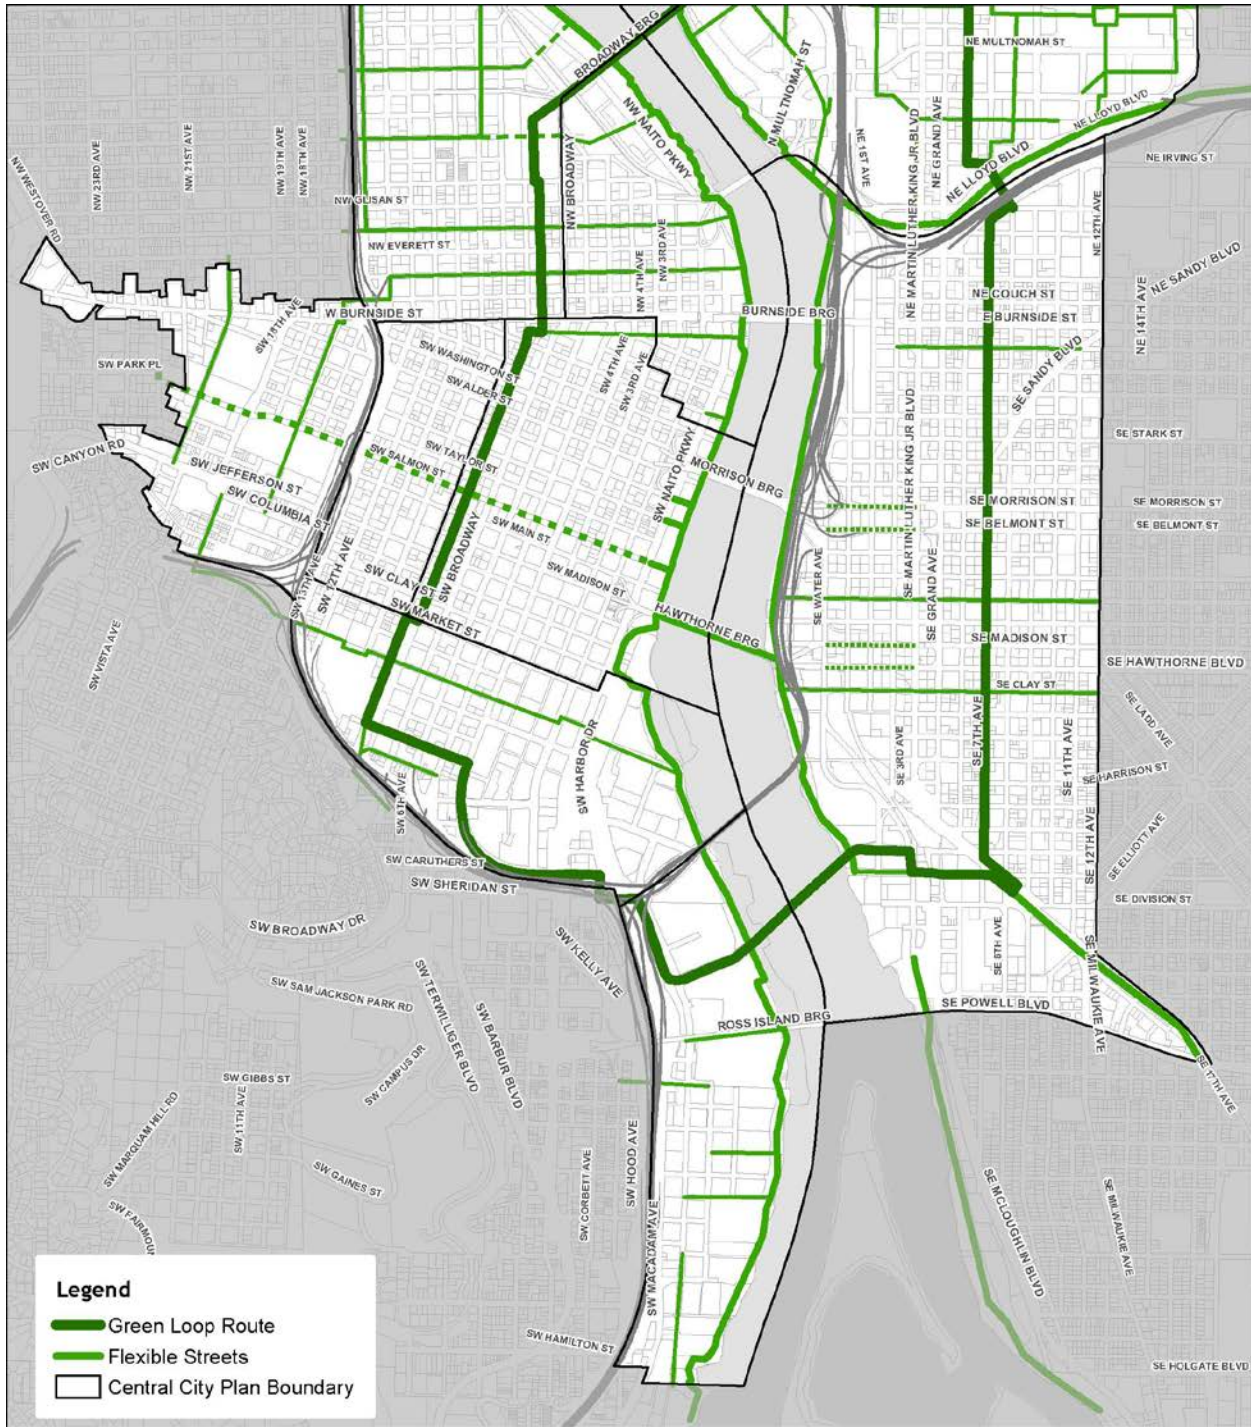 BROADWAY BRG
N MULTNOMAH ST
NE MULTNOMAH ST
NW NAITO PKWY
NE LLOYD BLVD
NW WESTOVER RD
NW 23RD AVE
NW 21ST AVE
NW 19TH AVE
NW 18TH AVE
NW BROADWAY
NE 1ST AVE
NE MARTIN LUTHER KING JR BLVD
NE GRAND AVE
NE LLOYD BLVD
NE IRVING ST
NW GLISAN ST
NE 12TH AVE
NW EVERETT ST
NW 4TH AVE
NW 3RD AVE
NE SANDY BLVD
NE 14TH AVE
NE COUCH ST
W BURNSIDE ST
BURNSIDE BRG
E BURNSIDE ST
SW 18TH AVE
SW PARK PL
SW WASHINGTON ST
SW 4TH AVE
SW 3RD AVE
SE SANDY BLVD
SW ALDER ST
SE MARTIN LUTHER KING JR BLVD
SE STARK ST
SW CANYON RD
SW JEFFERSON ST
SW TAYLOR ST
SW SALMON ST
SW NAITO PKWY
MORRISON BRG
SW COLUMBIA ST
SE MORRISON ST
SE MORRISON ST
SE BELMONT ST
SE BELMONT ST
SW BROADWAY
SW MAIN ST
SW 13TH AVE
SW 12TH AVE
SW CLAY ST
SW MADISON ST
SE WATER AVE
SE GRAND AVE
SW MARKET ST
HAWTHORNE BRG
SE MADISON ST
SW VISTA AVE
SE HAWTHORNE BLVD
SE CLAY ST
SE LADD AVE
SW HARBOR DR
SE 3RD AVE
SE 7TH AVE
SE 11TH AVE
SE HARRISON ST
SW 6TH AVE
SE 12TH AVE
SE ELLIOTT AVE
SW CARUTHERS ST
SW SHERIDAN ST
SE DIVISION ST
SW BROADWAY DR
SW KELLY AVE
SE 8TH AVE
SE MILWAUKIE AVE
SW SAM JACKSON PARK RD
SW TERWILLIGER BLVD
SW BARBUR BLVD
SE POWELL BLVD
ROSS ISLAND BRG
SW GIBBS ST
SW CAMPUS DR
SE 17TH AVE
SW MARQUAM HILL RD
SW 11TH AVE
SW GAINES ST
SW CORBETT AVE
SW HOOD AVE
SE MCLOUGHLIN BLVD
SE MILWAUKIE AVE
SW FAIRMOU
SW MACADAM AVE
SW HAMILTON ST
SE HOLGATE BLVD
Legend
Green Loop Route
Flexible Streets
Central City Plan Boundary